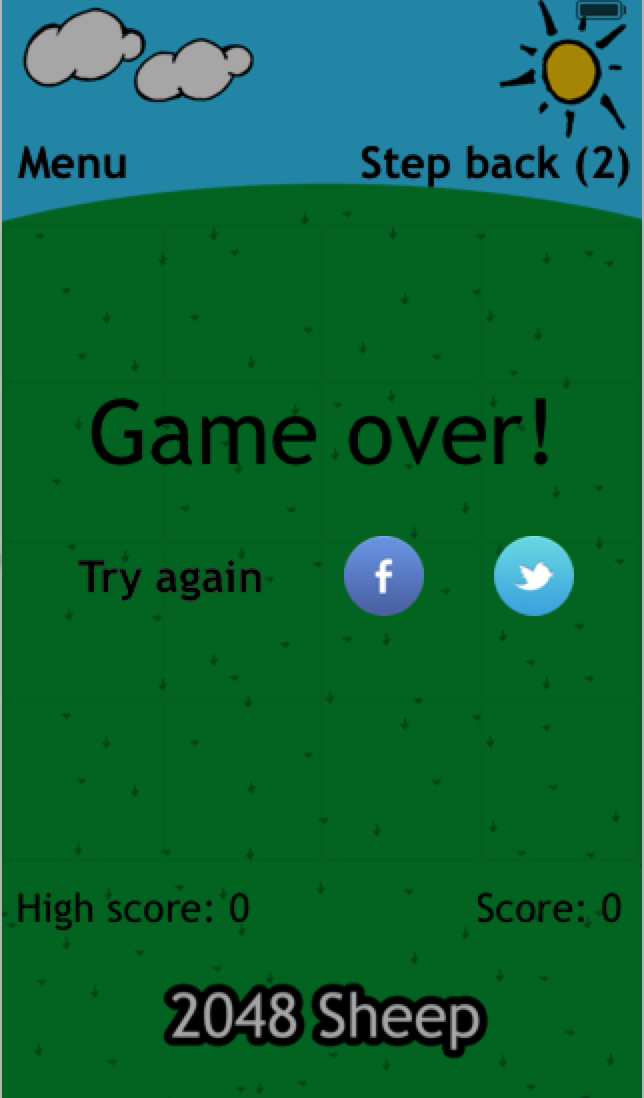 Menu
Step back (2)
Game over!
Try again
High score: 0
Score: 0
2048 Sheep